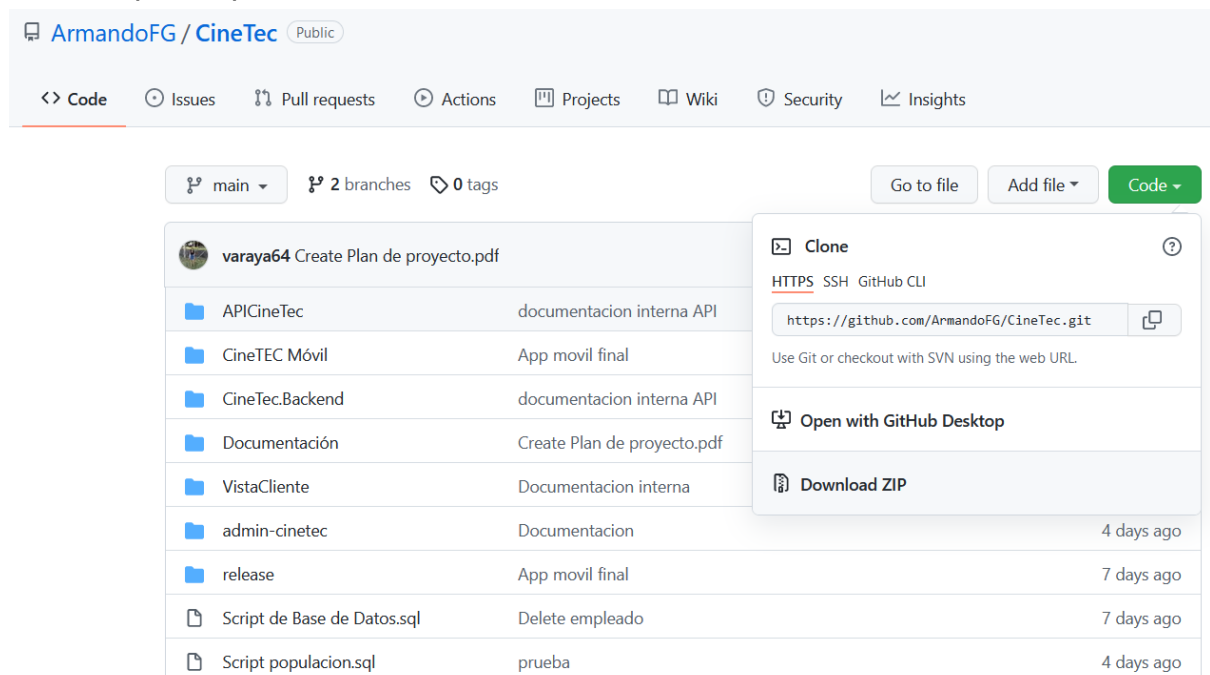 ArmandoFG / CineTec Public
<> Code Issues Pull requests Actions Projects Wiki Security Insights
main 2 branches 0 tags Go to file Add file Code
varaya64 Create Plan de proyecto.pdf
APICineTec documentacion interna API
CineTEC Móvil App movil final
CineTec.Backend documentacion interna API
Documentación Create Plan de proyecto.pdf
VistaCliente Documentacion interna
admin-cinetec Documentacion 4 days ago
release App movil final 7 days ago
Script de Base de Datos.sql Delete empleado 7 days ago
Script populacion.sql prueba 4 days ago
Clone
HTTPS SSH GitHub CLI
https://github.com/ArmandoFG/CineTec.git
Use Git or checkout with SVN using the web URL.
Open with GitHub Desktop
Download ZIP